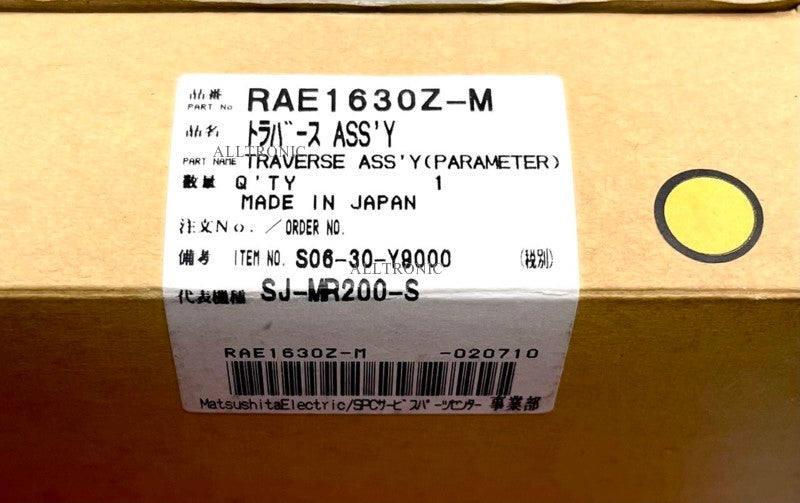 品番
PART No RAE1630Z-M
品名 トラバース ASS'Y
ALLTRONIC
PART NAME TRAVERSE ASS'Y(PARAMETER)
数量 Q'TY 1
MADE IN JAPAN
注文No. ／ORDER NO.
備考 ITEM NO. S06-30-Y9000 (税別)
ALLTRONIC
代表機種 SJ-MR200-S
RAE1630Z-M -020710
MatsushitaElectric/SPCサービスパーツセンター 事業部